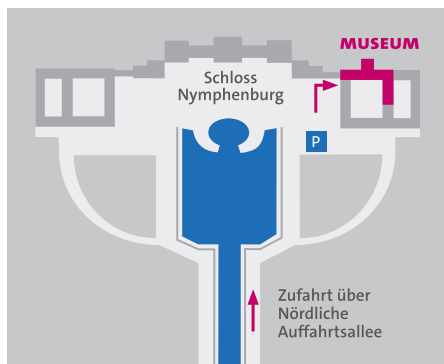 MUSEUM
Schloss
Nymphenburg
P
Zufahrt über
Nördliche
Auffahrtsallee